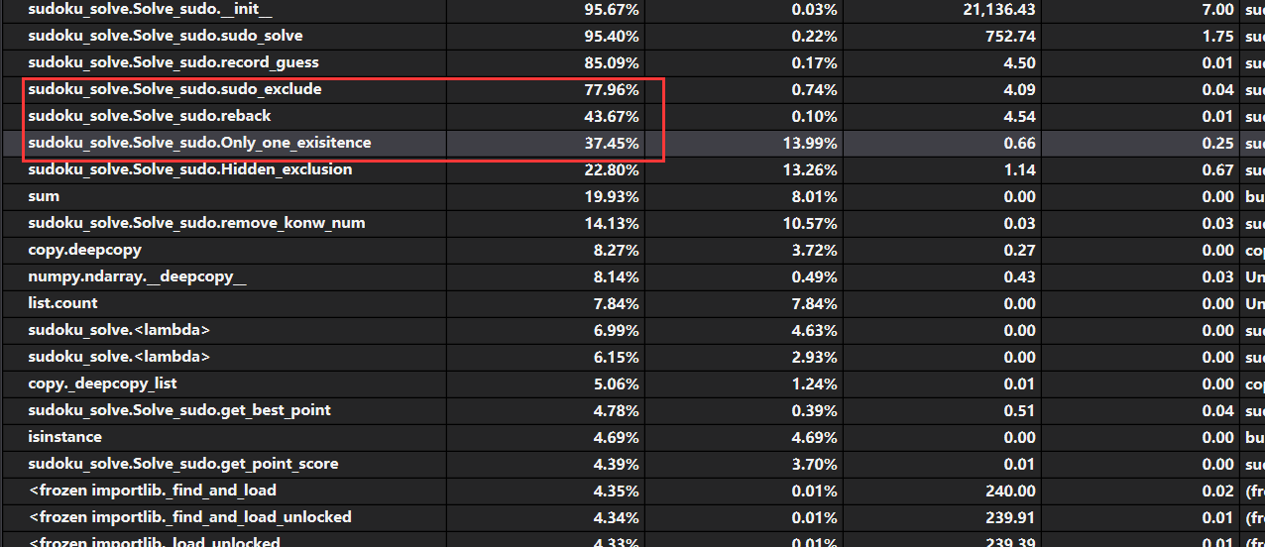 sudoku_solve.Solve_sudo.__init__ 95.67% 0.03% 21,136.43 7.00 su
sudoku_solve.Solve_sudo.sudo_solve 95.40% 0.22% 752.74 1.75 su
sudoku_solve.Solve_sudo.record_guess 85.09% 0.17% 4.50 0.01 su
sudoku_solve.Solve_sudo.sudo_exclude 77.96% 0.74% 4.09 0.04 su
sudoku_solve.Solve_sudo.reback 43.67% 0.10% 4.54 0.01 su
sudoku_solve.Solve_sudo.Only_one_exisitence 37.45% 13.99% 0.66 0.25 su
sudoku_solve.Solve_sudo.Hidden_exclusion 22.80% 13.26% 1.14 0.67 su
sum 19.93% 8.01% 0.00 0.00 bu
sudoku_solve.Solve_sudo.remove_konw_num 14.13% 10.57% 0.03 0.03 su
copy.deepcopy 8.27% 3.72% 0.27 0.00 co
numpy.ndarray.__deepcopy__ 8.14% 0.49% 0.43 0.03 Un
list.count 7.84% 7.84% 0.00 0.00 Un
sudoku_solve.<lambda> 6.99% 4.63% 0.00 0.00 su
sudoku_solve.<lambda> 6.15% 2.93% 0.00 0.00 su
copy._deepcopy_list 5.06% 1.24% 0.01 0.00 co
sudoku_solve.Solve_sudo.get_best_point 4.78% 0.39% 0.51 0.04 su
isinstance 4.69% 4.69% 0.00 0.00 bu
sudoku_solve.Solve_sudo.get_point_score 4.39% 3.70% 0.01 0.00 su
<frozen importlib._find_and_load 4.35% 0.01% 240.00 0.02 (fr
<frozen importlib._find_and_load_unlocked 4.34% 0.01% 239.91 0.01 (fr
<frozen importlib._load_unlocked 4.33% 0.01% 239.39 0.01 (fr